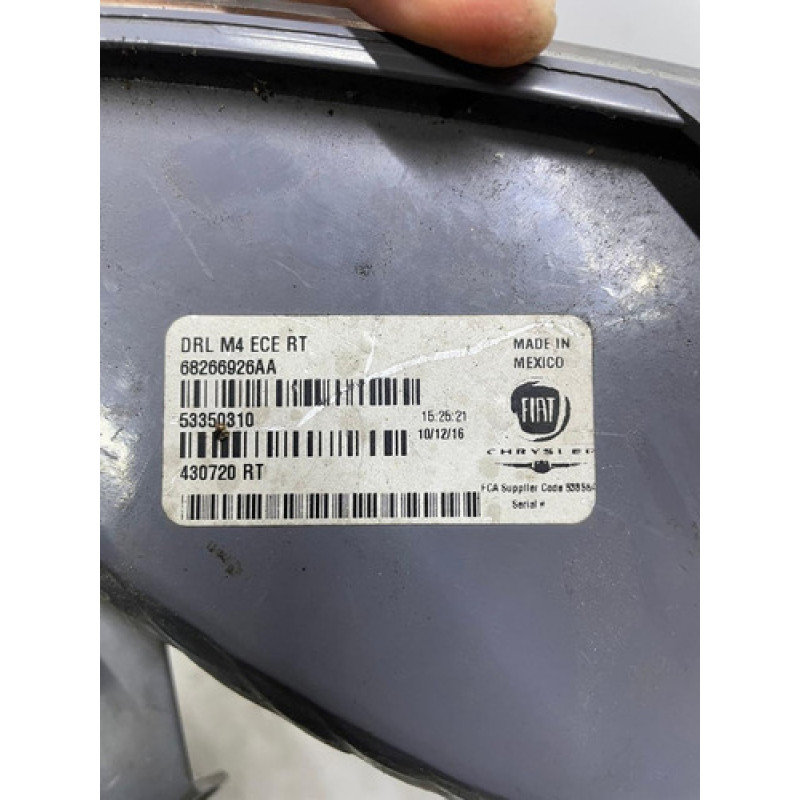 DRL M4 ECE RT
68266926AA
53350310
15:25:21
10/12/16
430720 RT
MADE IN
MEXICO
FIAT
CHRYSLER
FCA Supplier Code
Serial #